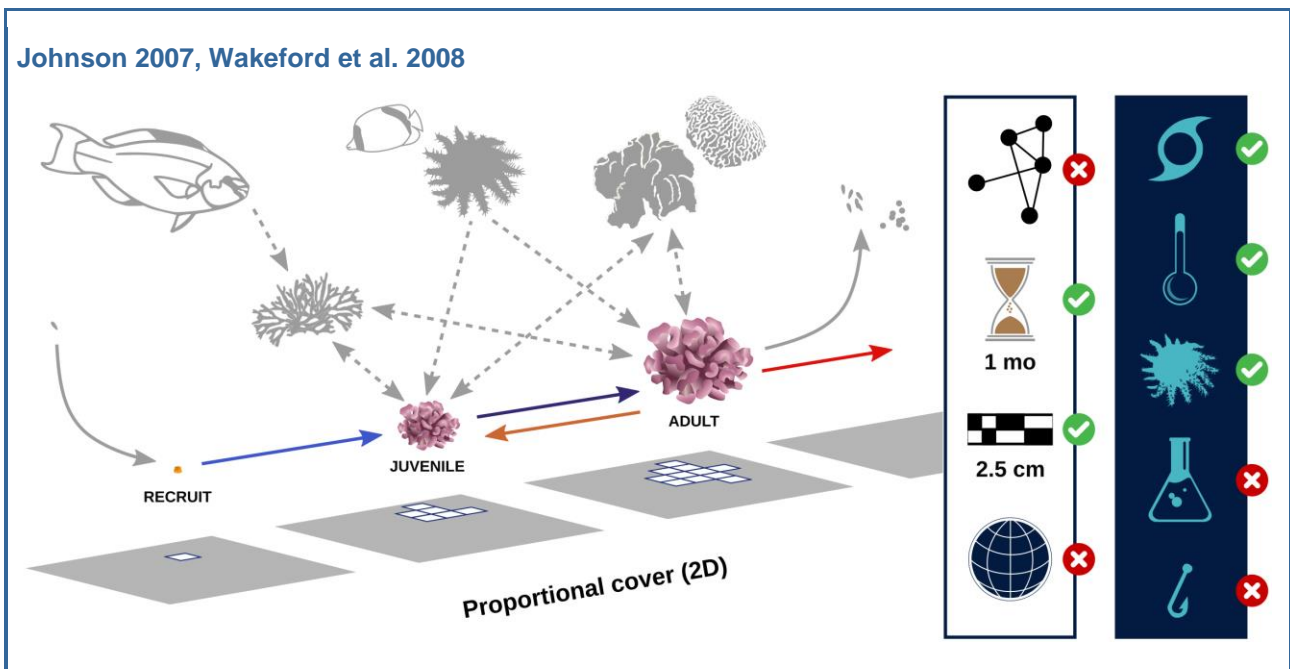 Johnson 2007, Wakeford et al. 2008
RECRUIT
JUVENILE
ADULT
Proportional cover (2D)
1 mo
2.5 cm